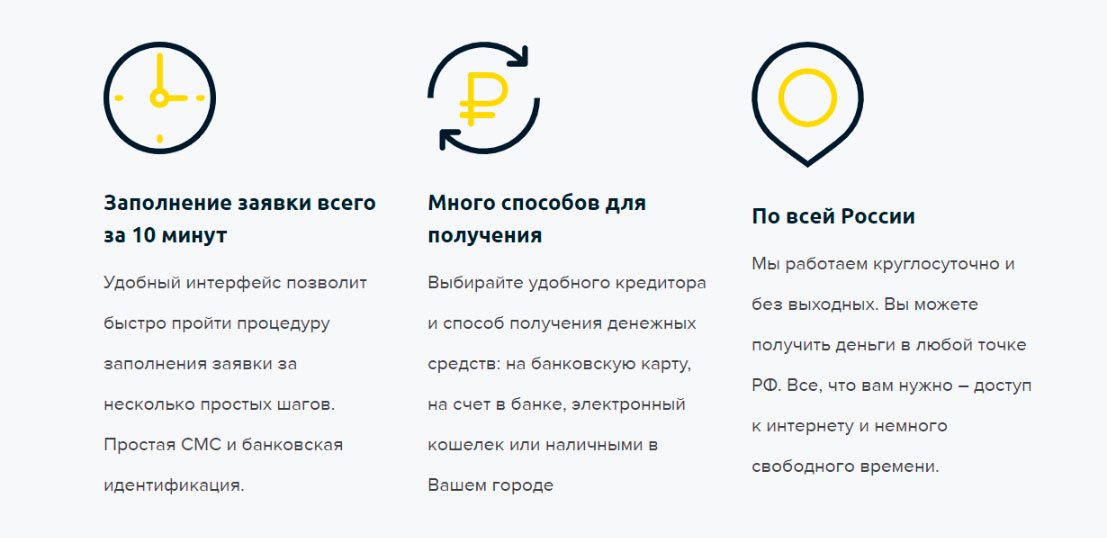 Заполнение заявки всего
за 10 минут
Удобный интерфейс позволит
быстро пройти процедуру
заполнения заявки за
несколько простых шагов.
Простая СМС и банковская
идентификация.
Много способов для
получения
Выбирайте удобного кредитора
и способ получения денежных
средств: на банковскую карту,
на счет в банке, электронный
кошелек или наличными в
Вашем городе
По всей России
Мы работаем круглосуточно и
без выходных. Вы можете
получить деньги в любой точке
РФ. Все, что вам нужно – доступ
к интернету и немного
свободного времени.